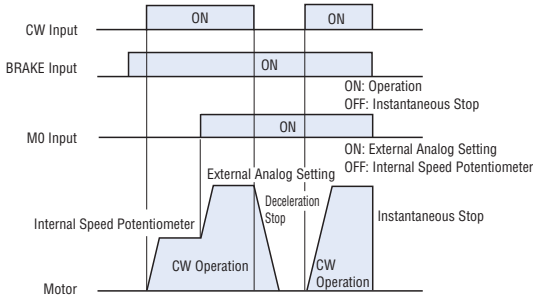 ON
ON
CW Input
BRAKE Input
ON
ON: Operation
OFF: Instantaneous Stop
M0 Input
ON
ON: External Analog Setting
OFF: Internal Speed Potentiometer
External Analog Setting
Deceleration
Stop
Internal Speed Potentiometer
Instantaneous Stop
CW Operation
CW
Operation
Motor